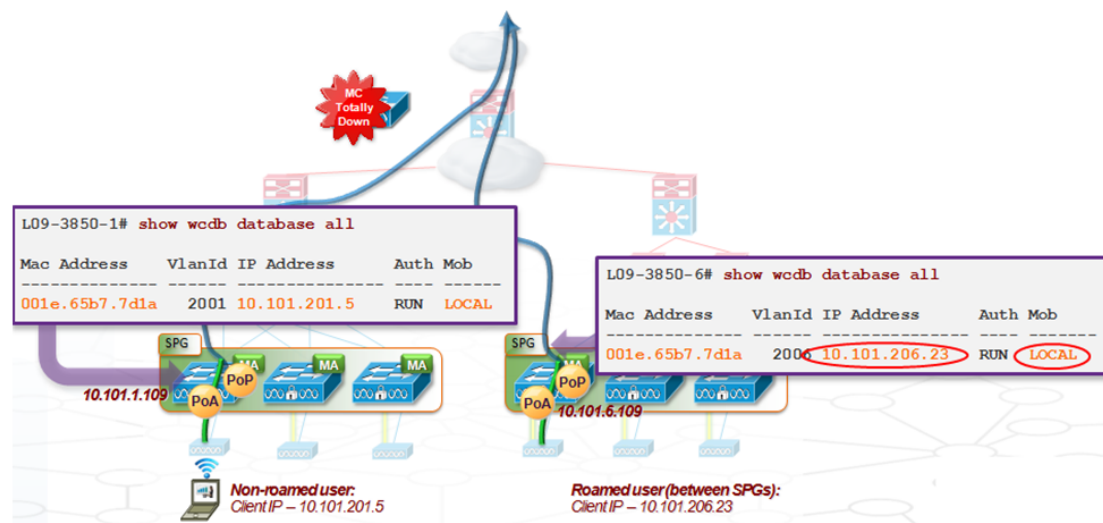 MC
Totally
Down
L09-3850-1# show wcdb database all
Mac Address VlanId IP Address Auth Mob
-------------- ------ --------------- ---- ------
001e.65b7.7d1a 2001 10.101.201.5 RUN LOCAL
L09-3850-6# show wcdb database all
Mac Address VlanId IP Address Auth Mob
-------------- ------ --------------- ---- -------
001e.65b7.7d1a 2006 10.101.206.23 RUN LOCAL
SPG
MA
MA
MA
PoP
PoA
10.101.1.109
SPG
PoP
PoA
10.101.6.109
Non-roamed user:
Client IP – 10.101.201.5
Roamed user (between SPGs):
Client IP – 10.101.206.23